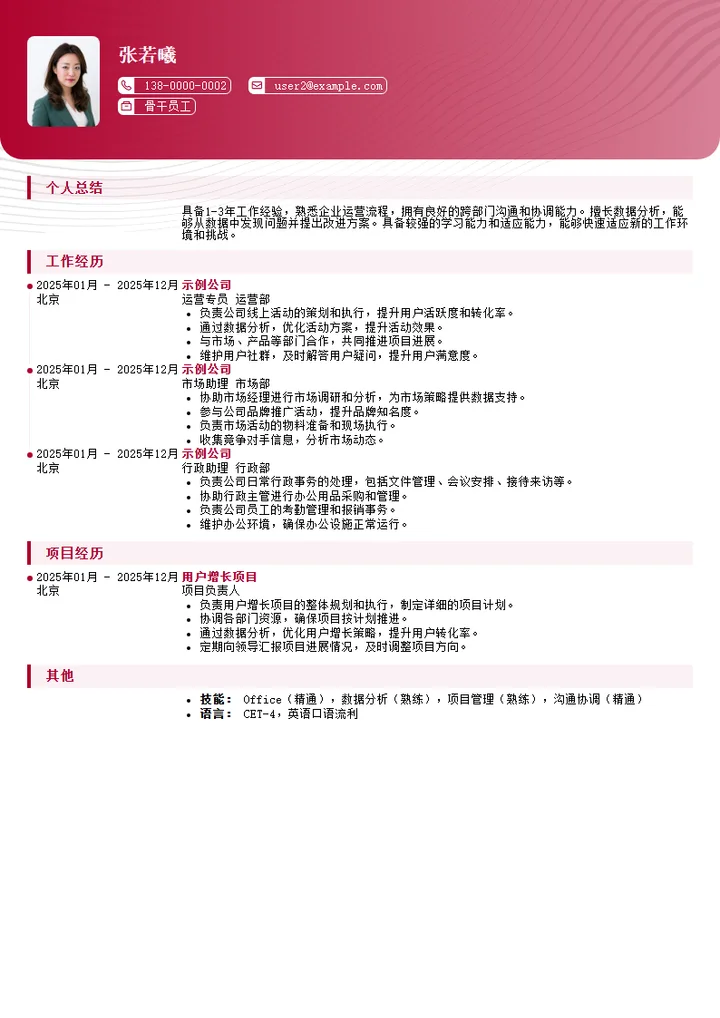 张若曦
138-0000-0002 user2@example.com
骨干员工
个人总结
具备1-3年工作经验，熟悉企业运营流程，拥有良好的跨部门沟通和协调能力。擅长数据分析，能
够从数据中发现问题并提出改进方案。具备较强的学习能力和适应能力，能够快速适应新的工作环
境和挑战。
工作经历
2025年01月 - 2025年12月 示例公司
北京 运营专员 运营部
• 负责公司线上活动的策划和执行，提升用户活跃度和转化率。
• 通过数据分析，优化活动方案，提升活动效果。
• 与市场、产品等部门合作，共同推进项目进展。
• 维护用户社群，及时解答用户疑问，提升用户满意度。
2025年01月 - 2025年12月 示例公司
北京 市场助理 市场部
• 协助市场经理进行市场调研和分析，为市场策略提供数据支持。
• 参与公司品牌推广活动，提升品牌知名度。
• 负责市场活动的物料准备和现场执行。
• 收集竞争对手信息，分析市场动态。
2025年01月 - 2025年12月 示例公司
北京 行政助理 行政部
• 负责公司日常行政事务的处理，包括文件管理、会议安排、接待来访等。
• 协助行政主管进行办公用品采购和管理。
• 负责公司员工的考勤管理和报销事务。
• 维护办公环境，确保办公设施正常运行。
项目经历
2025年01月 - 2025年12月 用户增长项目
北京 项目负责人
• 负责用户增长项目的整体规划和执行，制定详细的项目计划。
• 协调各部门资源，确保项目按计划推进。
• 通过数据分析，优化用户增长策略，提升用户转化率。
• 定期向领导汇报项目进展情况，及时调整项目方向。
其他
• 技能： Office（精通），数据分析（熟练），项目管理（熟练），沟通协调（精通）
• 语言： CET-4，英语口语流利